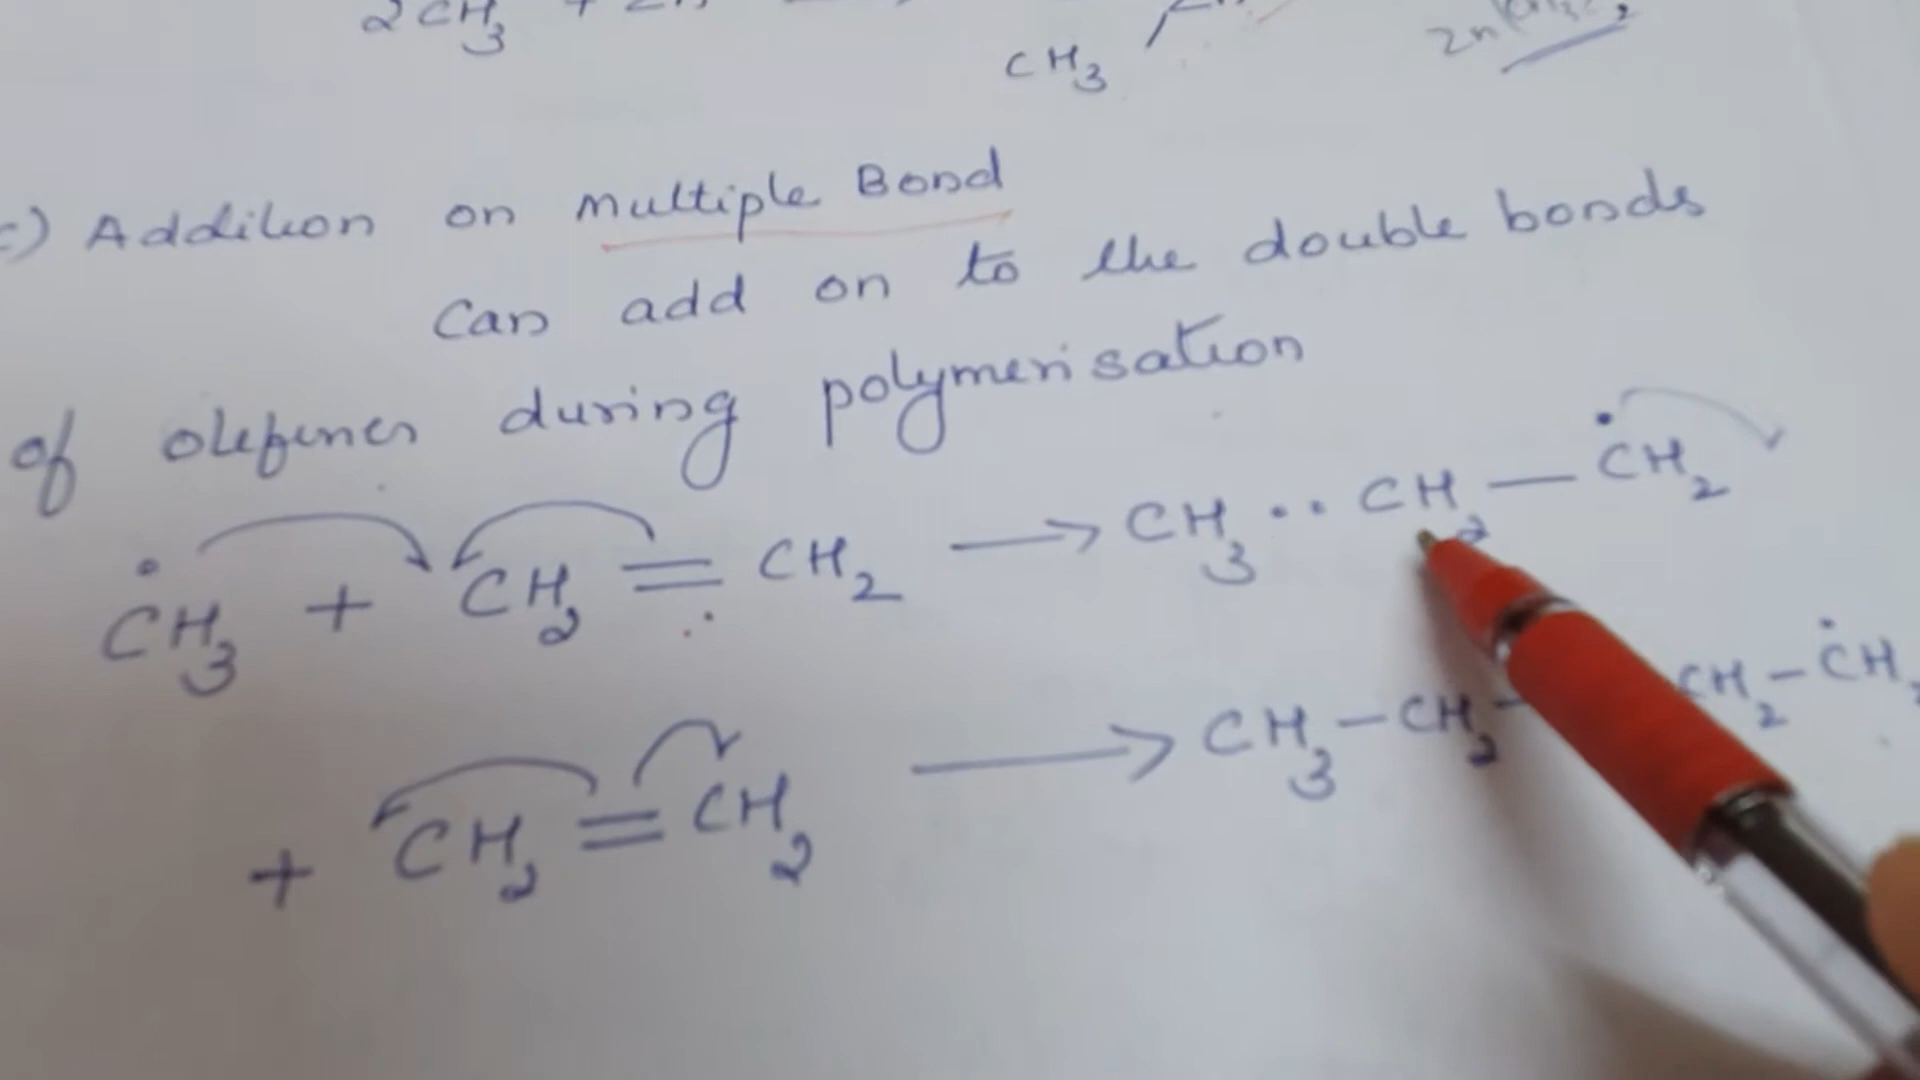 2CH3 +
CH3
c) Addition on multiple Bond
Can add on to the double bonds
of olefines during polymerisation
ĊH3 + CH2 = CH2 → CH3 ·· CH2 — ĊH2
+ CH2 = CH2 → CH3 – CH2 – CH2 – ĊH2